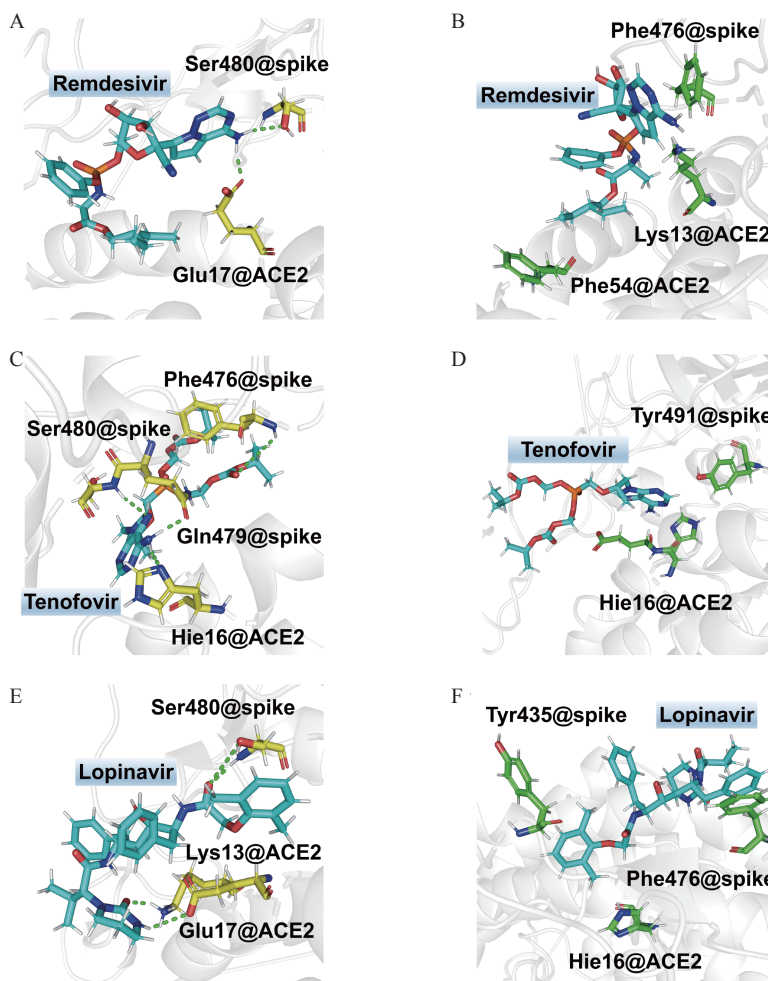 A
Ser480@spike
Remdesivir
Glu17@ACE2
B
Phe476@spike
Remdesivir
Lys13@ACE2
Phe54@ACE2
C
Phe476@spike
Ser480@spike
Gln479@spike
Tenofovir
Hie16@ACE2
D
Tyr491@spike
Tenofovir
Hie16@ACE2
E
Ser480@spike
Lopinavir
Lys13@ACE2
Glu17@ACE2
F
Tyr435@spike
Lopinavir
Phe476@spike
Hie16@ACE2